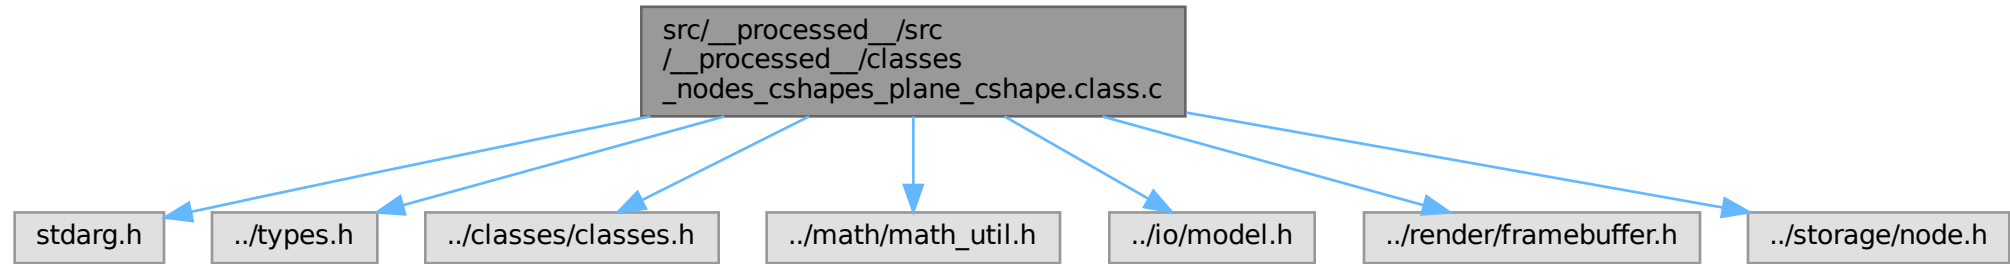 src/__processed__/src
/__processed__/classes
_nodes_cshapes_plane_cshape.class.c
stdarg.h
../types.h
../classes/classes.h
../math/math_util.h
../io/model.h
../render/framebuffer.h
../storage/node.h